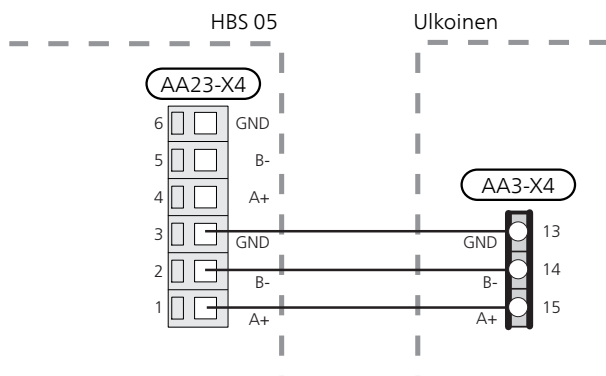 HBS 05
Ulkoinen
AA23-X4
6 GND
5 B-
4 A+
3 GND
2 B-
1 A+
AA3-X4
GND 13
B- 14
A+ 15